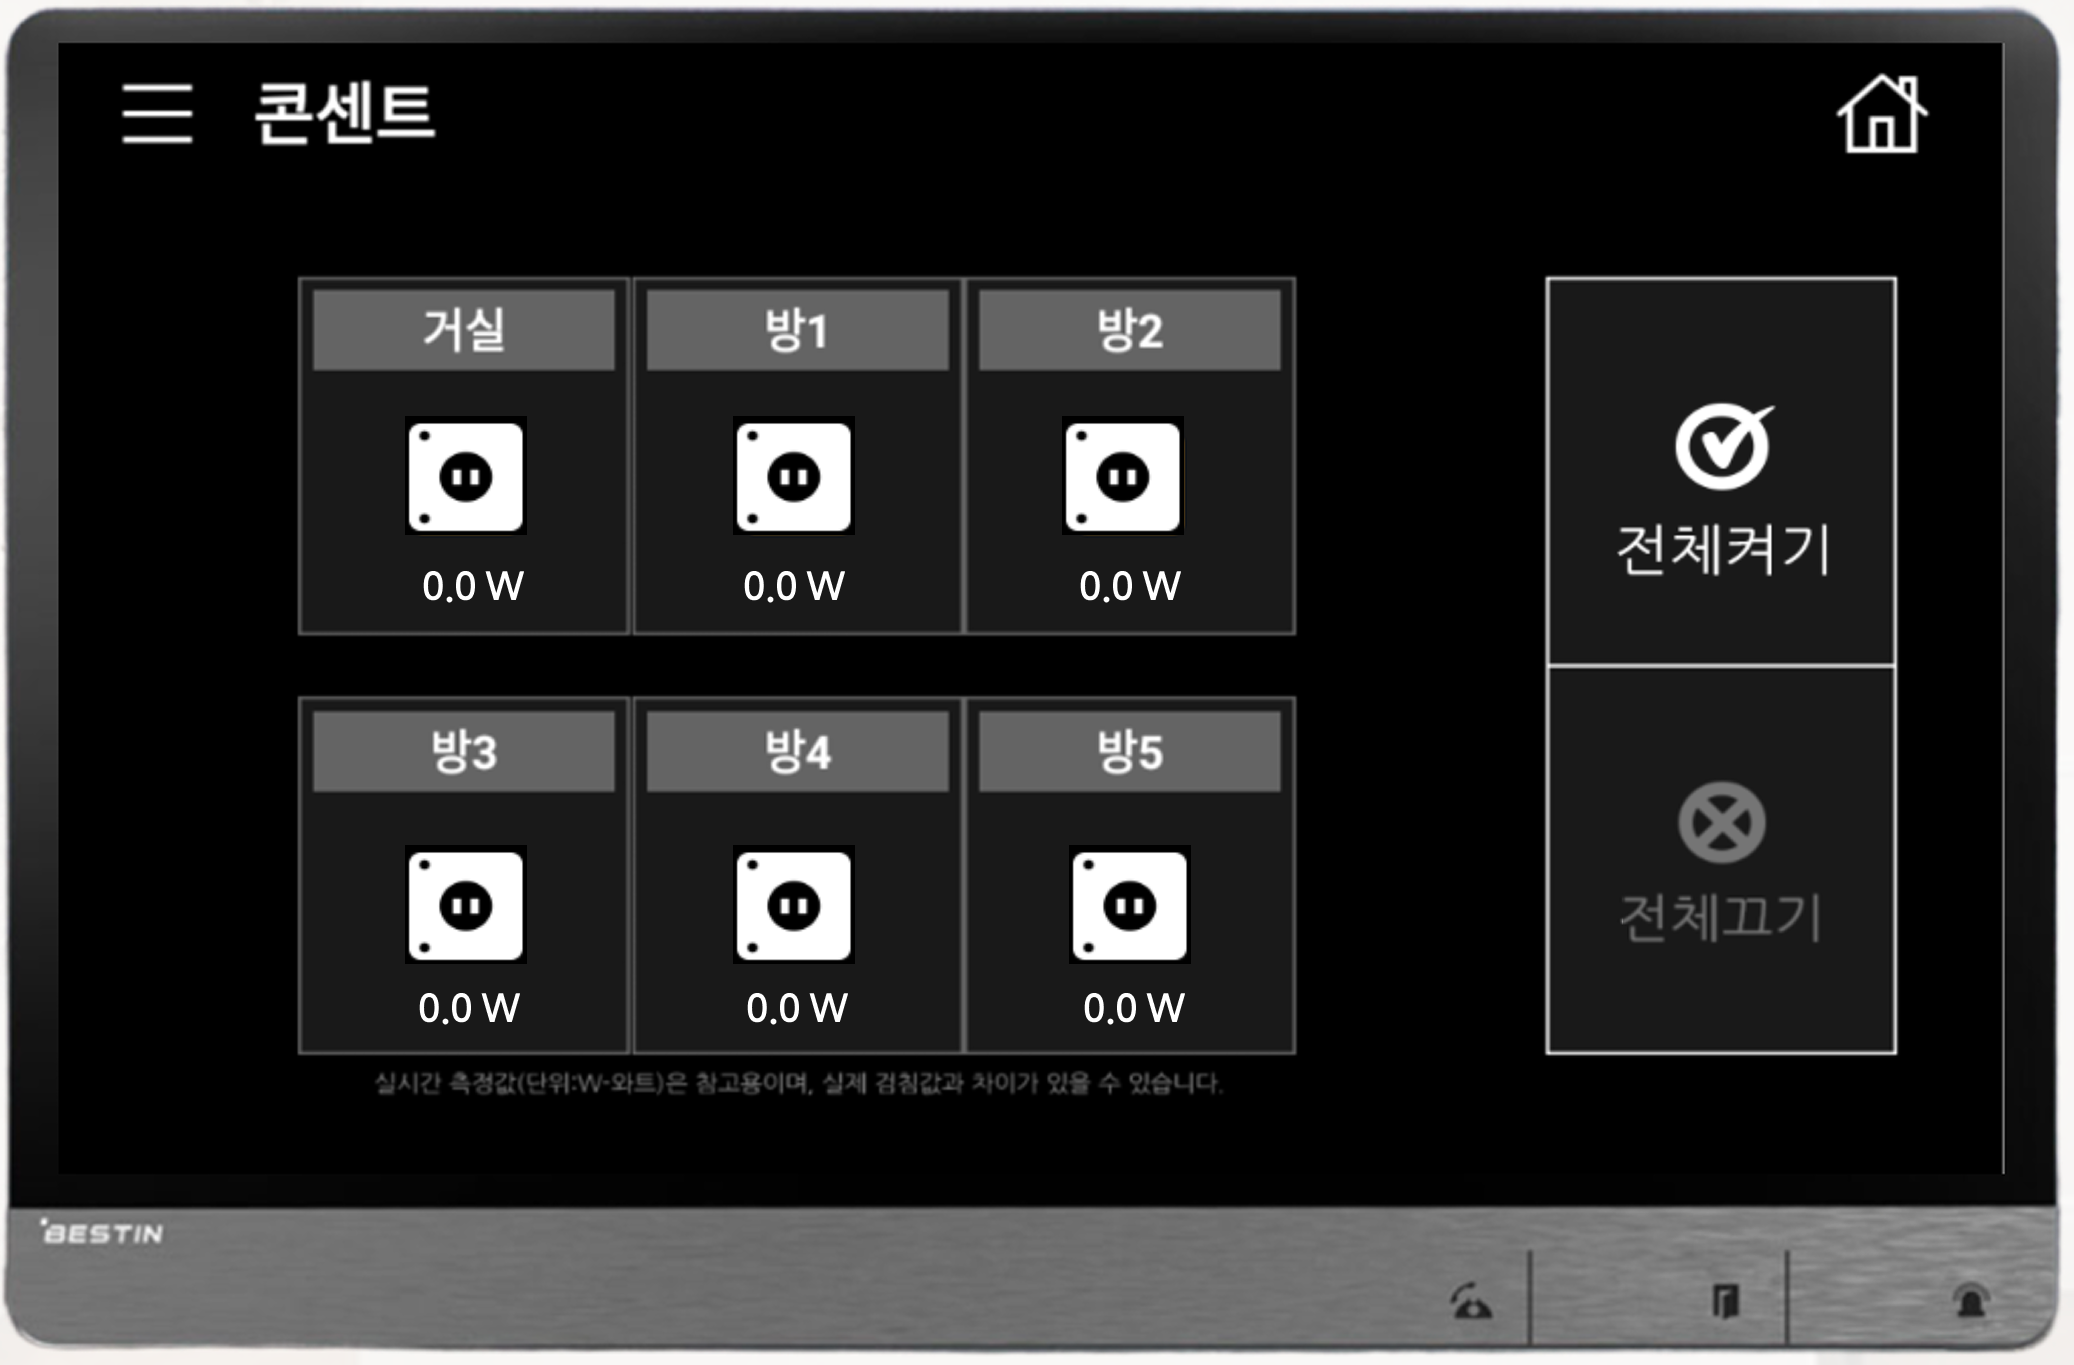 콘센트
거실 방1 방2
0.0 W 0.0 W 0.0 W
전체켜기
방3 방4 방5
0.0 W 0.0 W 0.0 W
전체끄기
실시간 측정값(단위:W-와트)은 참고용이며, 실제 검침값과 차이가 있을 수 있습니다.
BESTIN